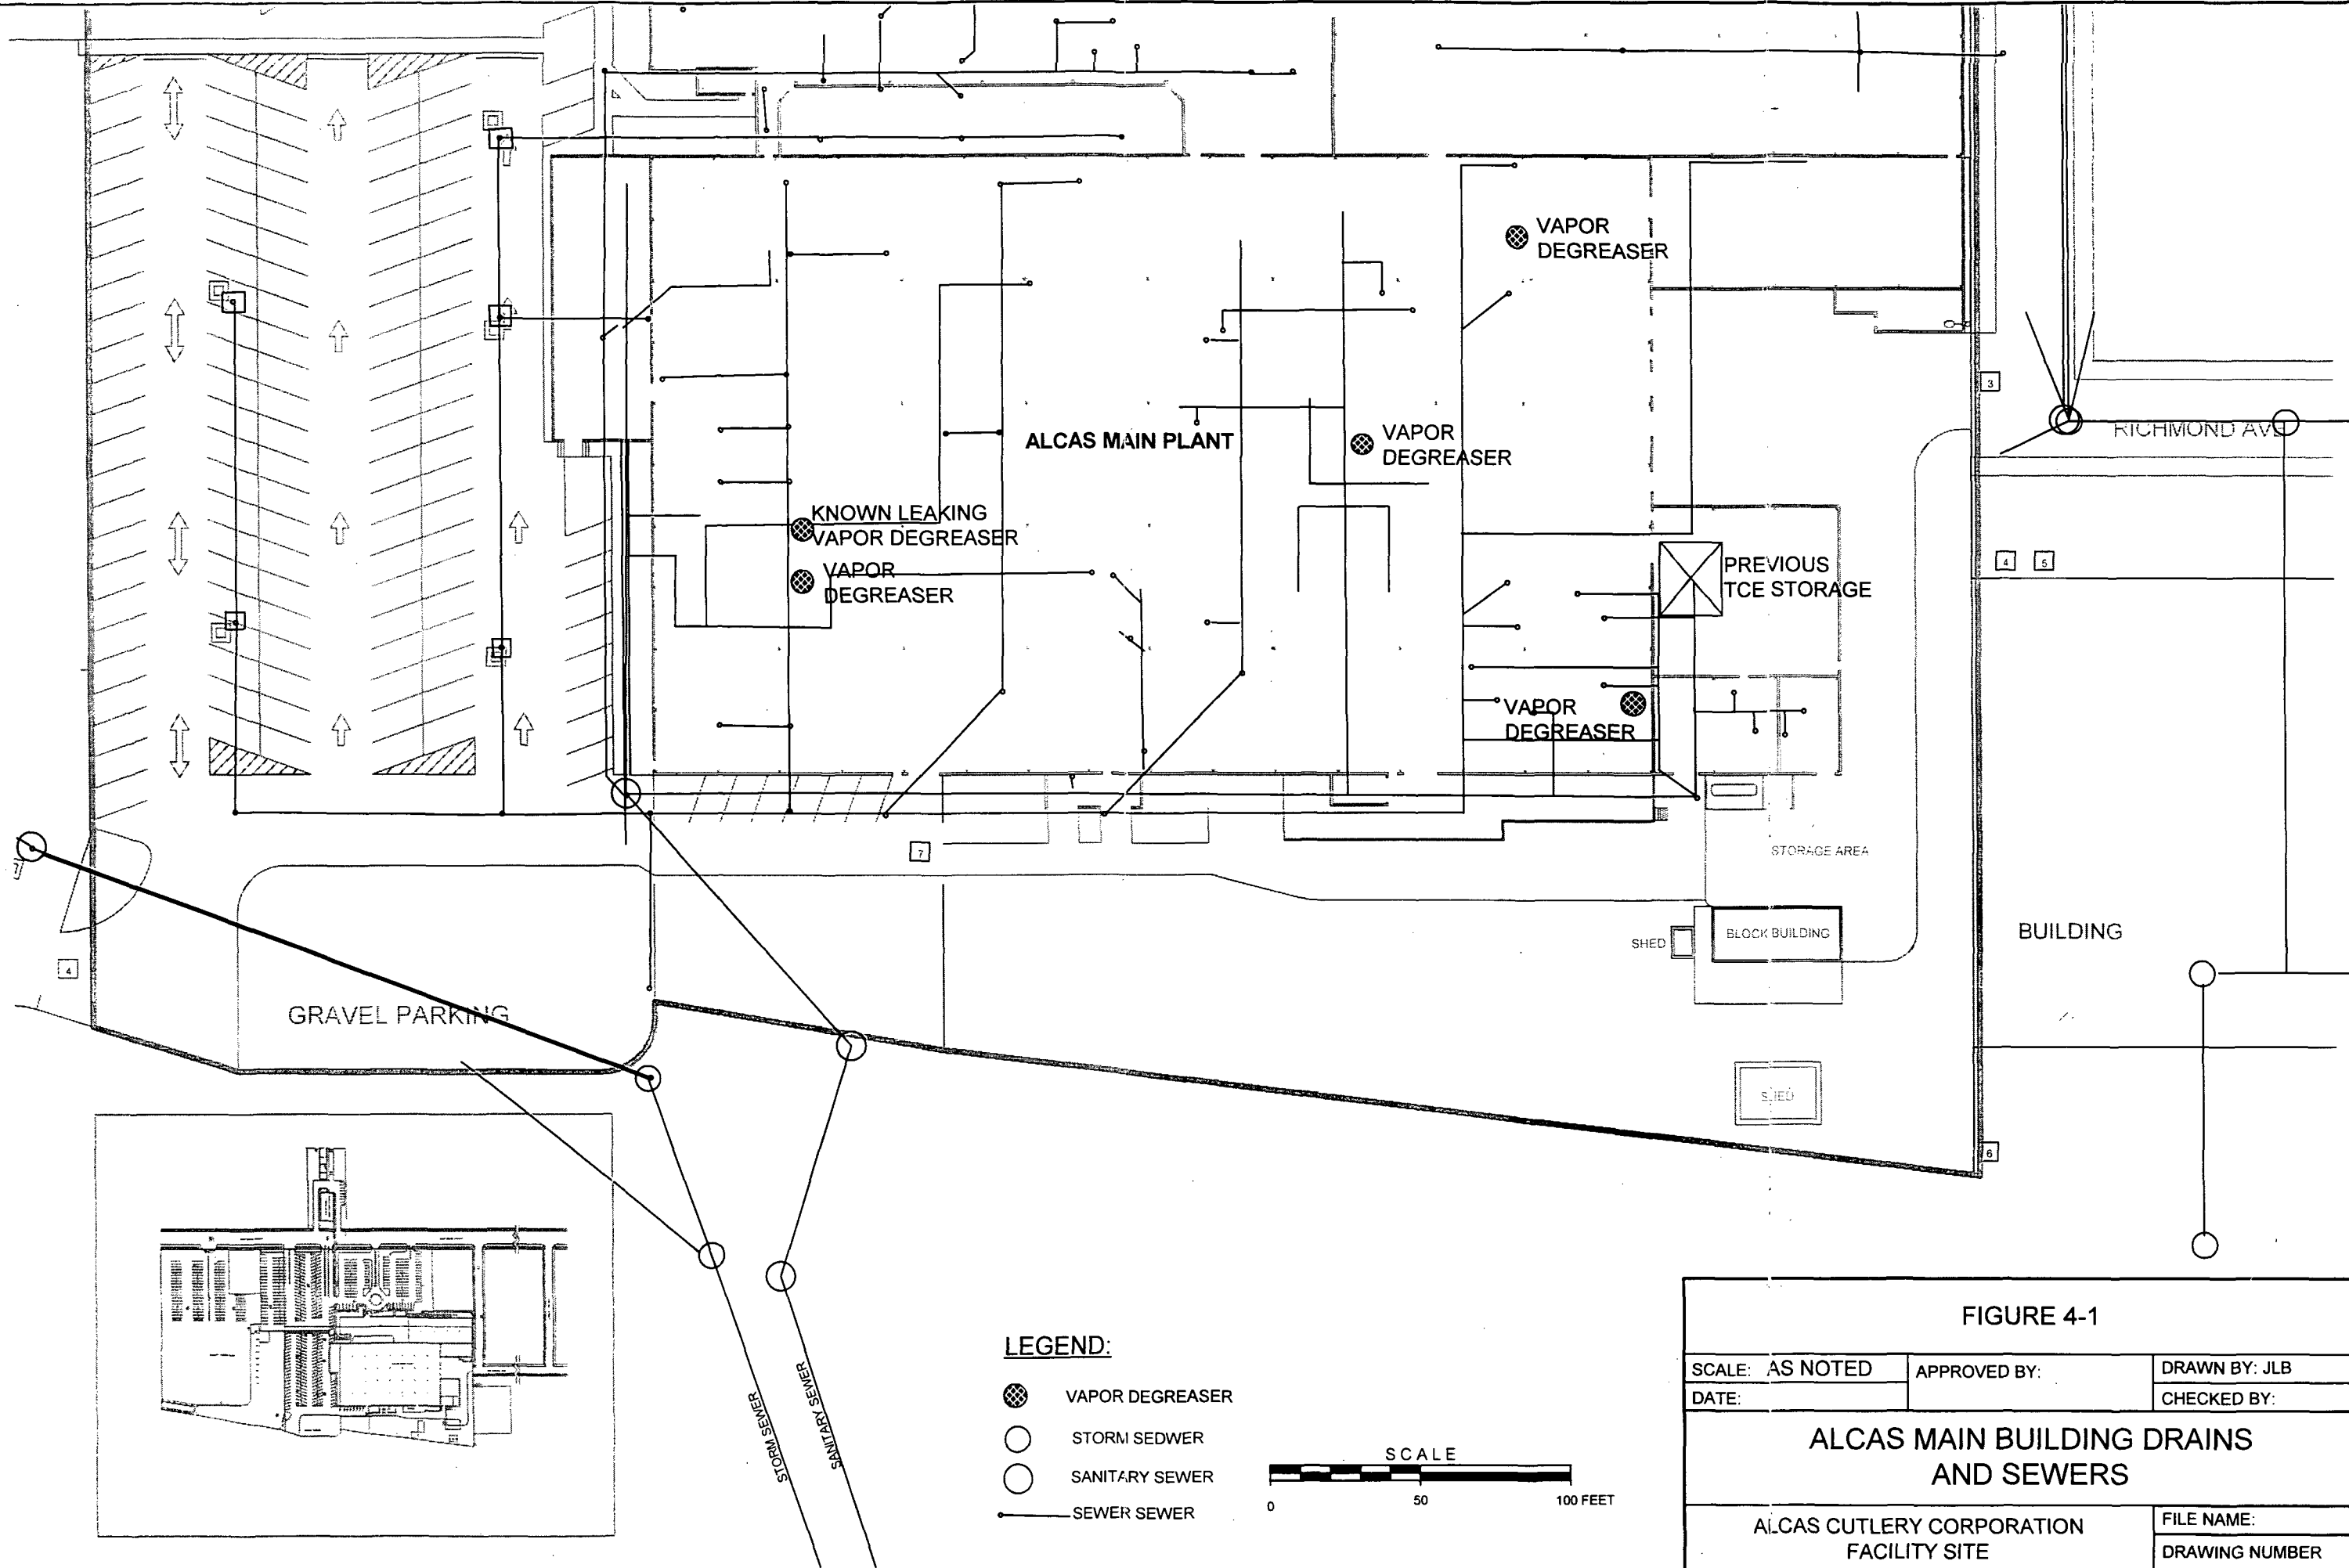 VAPOR
DEGREASER
3
RICHMOND AVE
ALCAS MAIN PLANT
VAPOR
DEGREASER
KNOWN LEAKING
VAPOR DEGREASER
VAPOR
DEGREASER
4
5
PREVIOUS
TCE STORAGE
VAPOR
DEGREASER
7
STORAGE AREA
SHED
BLOCK BUILDING
BUILDING
4
GRAVEL PARKING
SHED
6
STORM SEWER
SANITARY SEWER
LEGEND:
VAPOR DEGREASER
STORM SEDWER
SANITARY SEWER
SEWER SEWER
SCALE
0
50
100 FEET
FIGURE 4-1
SCALE: AS NOTED
APPROVED BY:
DRAWN BY: JLB
DATE:
CHECKED BY:
ALCAS MAIN BUILDING DRAINS
AND SEWERS
ALCAS CUTLERY CORPORATION
FACILITY SITE
FILE NAME:
DRAWING NUMBER